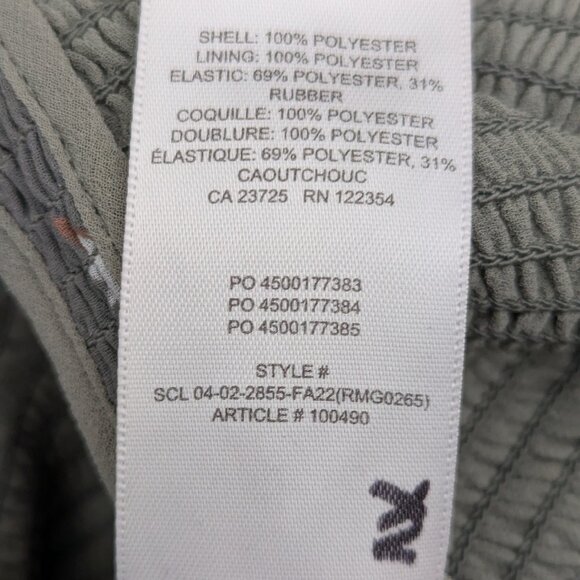 SHELL: 100% POLYESTER
LINING: 100% POLYESTER
ELASTIC: 69% POLYESTER, 31%
RUBBER
COQUILLE: 100% POLYESTER
DOUBLURE: 100% POLYESTER
ÉLASTIQUE: 69% POLYESTER, 31%
CAOUTCHOUC
CA 23725 RN 122354
PO 4500177383
PO 4500177384
PO 4500177385
STYLE #
SCL 04-02-2855-FA22(RMG0265)
ARTICLE # 100490